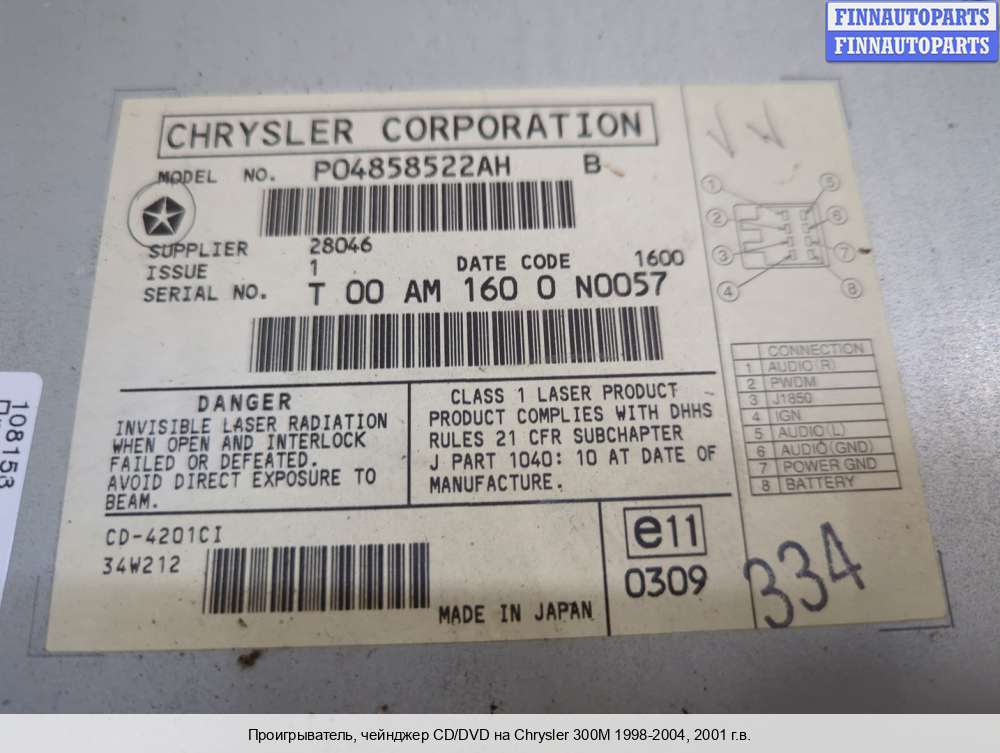 FINNAUTOPARTS
FINNAUTOPARTS
CHRYSLER CORPORATION
MODEL NO. P04858522AH B
SUPPLIER 28046
ISSUE 1 DATE CODE 1600
SERIAL NO. T 00 AM 160 0 N0057
1 2 3 4 5 6 7 8
CONNECTION
1 AUDIO(R)
2 PWDM
3 J1850
4 IGN
5 AUDIO(L)
6 AUDIO(GND)
7 POWER GND
8 BATTERY
DANGER
INVISIBLE LASER RADIATION
WHEN OPEN AND INTERLOCK
FAILED OR DEFEATED.
AVOID DIRECT EXPOSURE TO
BEAM.
CLASS 1 LASER PRODUCT
PRODUCT COMPLIES WITH DHHS
RULES 21 CFR SUBCHAPTER
J PART 1040: 10 AT DATE OF
MANUFACTURE.
CD-4201CI
34W212
MADE IN JAPAN
e11
0309
334
108153
Проигрыватель, чейнджер CD/DVD на Chrysler 300M 1998-2004, 2001 г.в.